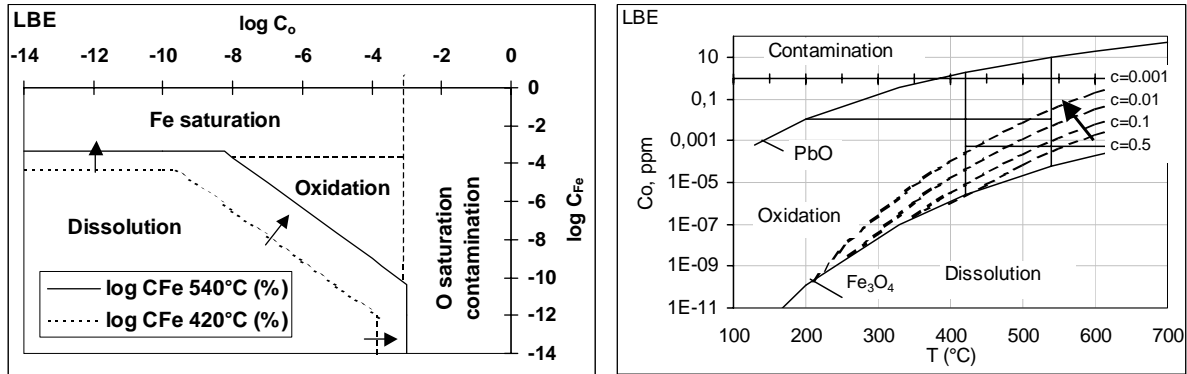 LBE
log Co
-14 -12 -10 -8 -6 -4 -2 0
0
-2
-4
-6
-8
-10
-12
-14
log CFe
Fe saturation
Oxidation
Dissolution
O saturation
contamination
log CFe 540°C (%)
log CFe 420°C (%)
LBE
Co, ppm
10
0,1
0,001
1E-05
1E-07
1E-09
1E-11
Contamination
c=0.001
c=0.01
c=0.1
c=0.5
PbO
Oxidation
Dissolution
Fe₃O₄
100 200 300 400 500 600 700
T (°C)